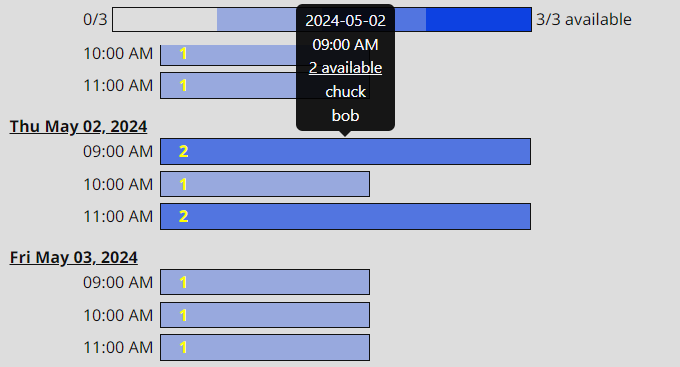 0/3 3/3 available
2024-05-02
09:00 AM
2 available
chuck
bob
10:00 AM 1
11:00 AM 1
Thu May 02, 2024
09:00 AM 2
10:00 AM 1
11:00 AM 2
Fri May 03, 2024
09:00 AM 1
10:00 AM 1
11:00 AM 1